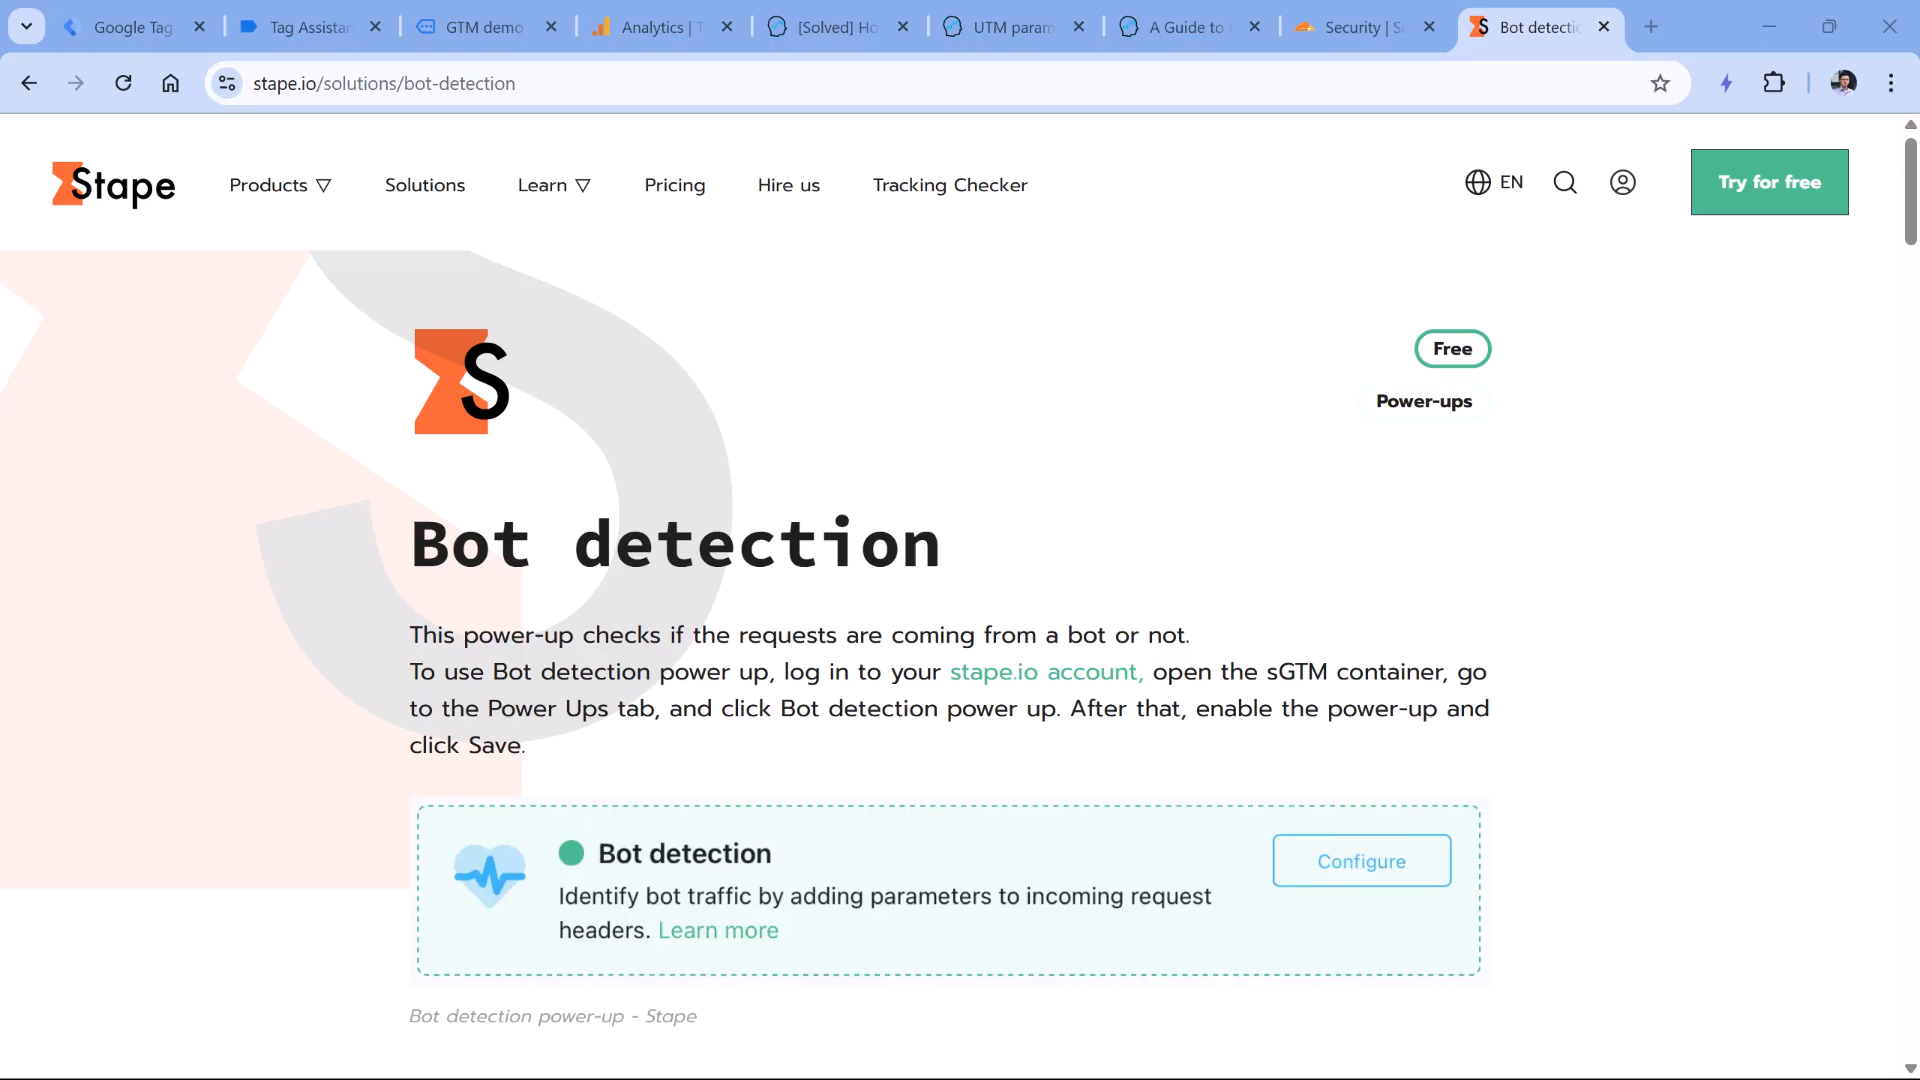 Google Tag
Tag Assistan
GTM demo
Analytics | T
[Solved] Ho
UTM param
A Guide to
Security | S
Bot detectic
stape.io/solutions/bot-detection
Stape
Products
Solutions
Learn
Pricing
Hire us
Tracking Checker
EN
Try for free
S
Free
Power-ups
Bot detection
This power-up checks if the requests are coming from a bot or not.
To use Bot detection power up, log in to your stape.io account, open the sGTM container, go
to the Power Ups tab, and click Bot detection power up. After that, enable the power-up and
click Save.
Bot detection
Identify bot traffic by adding parameters to incoming request
headers. Learn more
Configure
Bot detection power-up - Stape